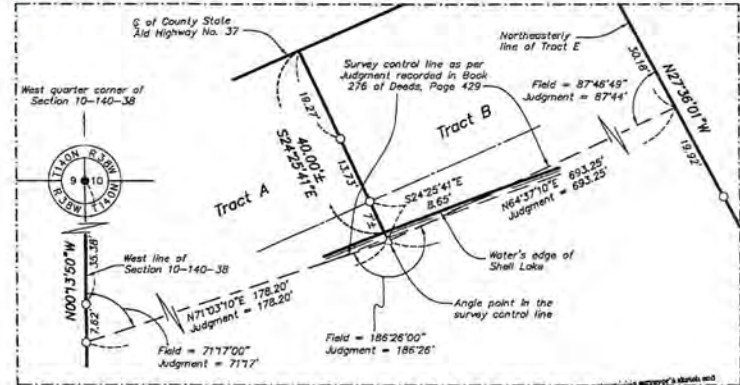 ℄ of County State
Aid Highway No. 37
Northeasterly
line of Tract E
30.18'
N27°36'01"W
19.92'
Survey control line as per
Judgment recorded in Book
276 of Deeds, Page 429
Field = 87°46'49"
Judgment = 87°44'
West quarter corner of
Section 10-140-38
T140N R38W
9 10
R38W T140N
19.27'
40.00'±
S24°25'41"E
13.73'
7'±
Tract A
Tract B
S24°25'41"E
8.65'
N64°37'10"E 693.25'
Judgment = 693.25'
N00°13'50"W
35.38'
7.62'
West line of
Section 10-140-38
Water's edge of
Shell Lake
N71°03'10"E 178.20'
Judgment = 178.20'
Angle point in the
survey control line
Field = 71°17'00"
Judgment = 71°17'
Field = 186°26'00"
Judgment = 186°26'
surveyor's sketch and